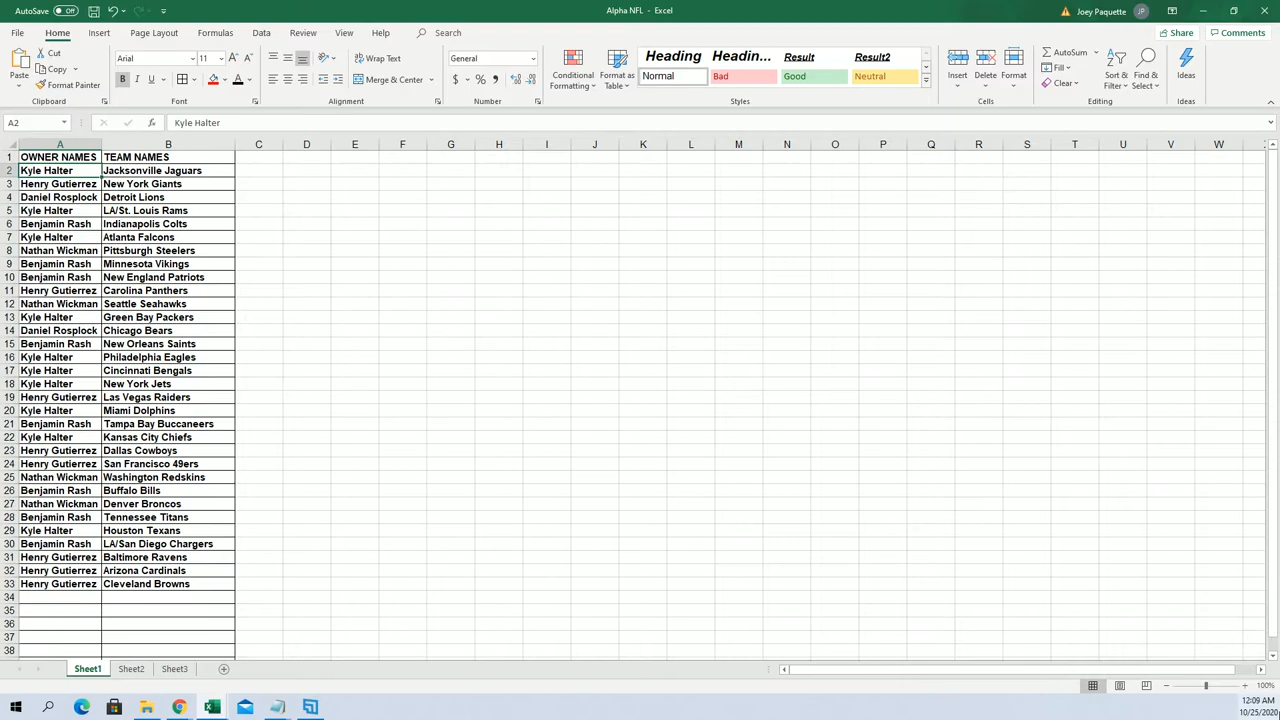 AutoSave Off
Alpha NFL - Excel
Joey Paquette JP
File Home Insert Page Layout Formulas Data Review View Help Search
Share Comments
Paste
Cut
Copy
Format Painter
Clipboard
Arial 11
B I U
Font
Wrap Text
Merge & Center
Alignment
General
$ % ,
Number
Conditional Formatting
Format as Table
Heading Headin... Result Result2
Normal Bad Good Neutral
Styles
Insert Delete Format
Cells
AutoSum
Fill
Clear
Sort & Filter
Find & Select
Editing
Ideas
Ideas
A2 fx Kyle Halter
A B C D E F G H I J K L M N O P Q R S T U V W
1 OWNER NAMES TEAM NAMES
2 Kyle Halter Jacksonville Jaguars
3 Henry Gutierrez New York Giants
4 Daniel Rosplock Detroit Lions
5 Kyle Halter LA/St. Louis Rams
6 Benjamin Rash Indianapolis Colts
7 Kyle Halter Atlanta Falcons
8 Nathan Wickman Pittsburgh Steelers
9 Benjamin Rash Minnesota Vikings
10 Benjamin Rash New England Patriots
11 Henry Gutierrez Carolina Panthers
12 Nathan Wickman Seattle Seahawks
13 Kyle Halter Green Bay Packers
14 Daniel Rosplock Chicago Bears
15 Benjamin Rash New Orleans Saints
16 Kyle Halter Philadelphia Eagles
17 Kyle Halter Cincinnati Bengals
18 Kyle Halter New York Jets
19 Henry Gutierrez Las Vegas Raiders
20 Kyle Halter Miami Dolphins
21 Benjamin Rash Tampa Bay Buccaneers
22 Kyle Halter Kansas City Chiefs
23 Henry Gutierrez Dallas Cowboys
24 Henry Gutierrez San Francisco 49ers
25 Nathan Wickman Washington Redskins
26 Benjamin Rash Buffalo Bills
27 Nathan Wickman Denver Broncos
28 Benjamin Rash Tennessee Titans
29 Kyle Halter Houston Texans
30 Benjamin Rash LA/San Diego Chargers
31 Henry Gutierrez Baltimore Ravens
32 Henry Gutierrez Arizona Cardinals
33 Henry Gutierrez Cleveland Browns
34
35
36
37
38
Sheet1 Sheet2 Sheet3
100%
12:09 AM
10/25/2020